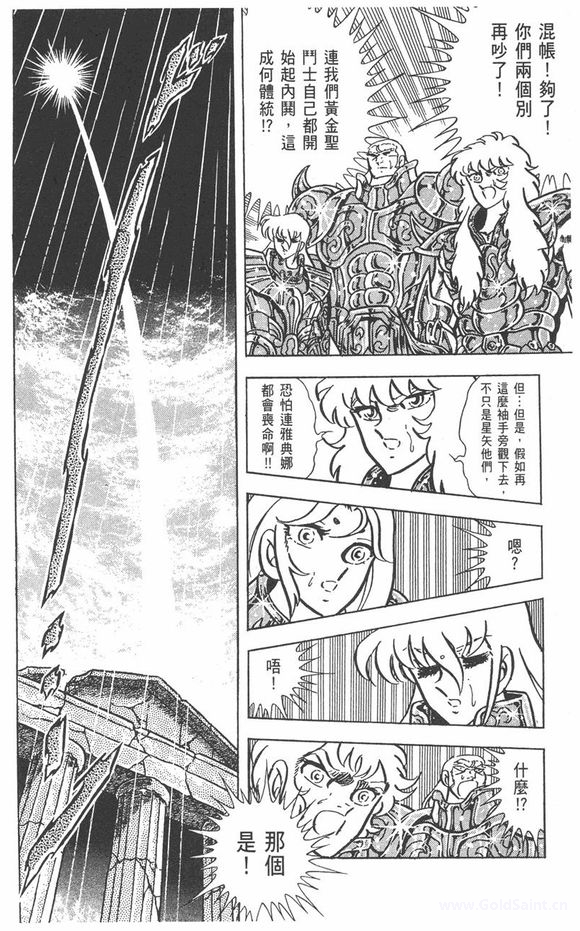 混帳！夠了！
你們兩個別
再吵了！
連我們黃金聖
鬥士自己都開
始起內鬨，這
成何體統!?
但…但是，假如再
這麼袖手旁觀下去，
不只是星矢他們，
恐怕連雅典娜
都會喪命啊!!
嗯？
唔！
什麼!?
那個
是！
www.GoldSaint.cn